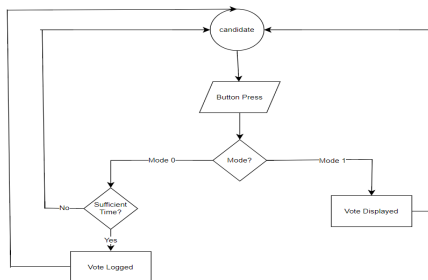 candidate
Button Press
Mode 0
Mode?
Mode 1
No
Sufficient
Time?
Vote Displayed
Yes
Vote Logged